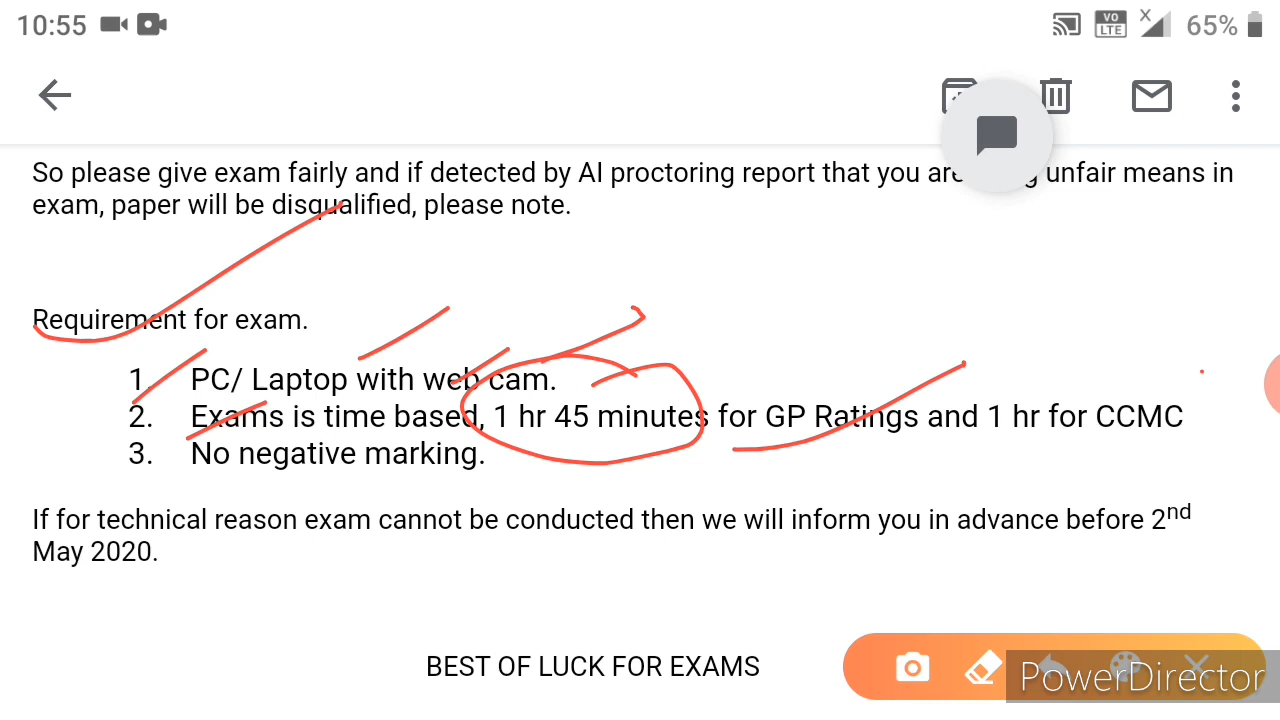 10:55 VO LTE X 65%
So please give exam fairly and if detected by AI proctoring report that you are unfair means in
exam, paper will be disqualified, please note.
Requirement for exam.
1. PC/ Laptop with web cam.
2. Exams is time based, 1 hr 45 minutes for GP Ratings and 1 hr for CCMC
3. No negative marking.
If for technical reason exam cannot be conducted then we will inform you in advance before 2nd
May 2020.
BEST OF LUCK FOR EXAMS
PowerDirector